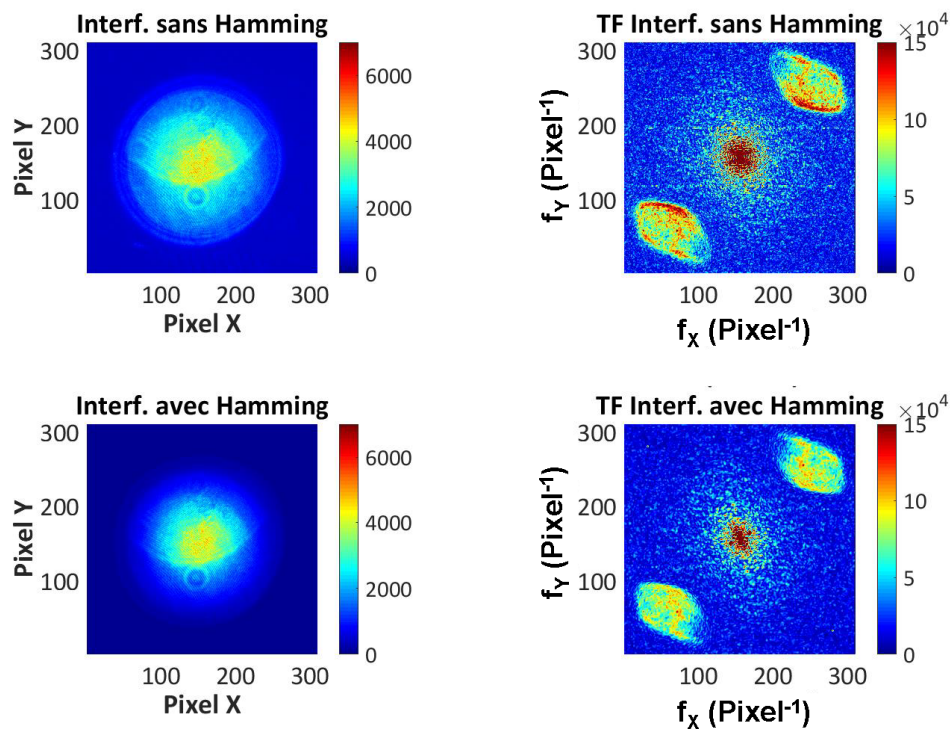 Interf. sans Hamming
300
200
100
Pixel Y
100 200 300
Pixel X
6000
4000
2000
0
TF Interf. sans Hamming
×10⁴
300
200
100
f_Y (Pixel⁻¹)
100 200 300
f_X (Pixel⁻¹)
15
10
5
0
Interf. avec Hamming
300
200
100
Pixel Y
100 200 300
Pixel X
6000
4000
2000
0
TF Interf. avec Hamming
×10⁴
300
200
100
f_Y (Pixel⁻¹)
100 200 300
f_X (Pixel⁻¹)
15
10
5
0